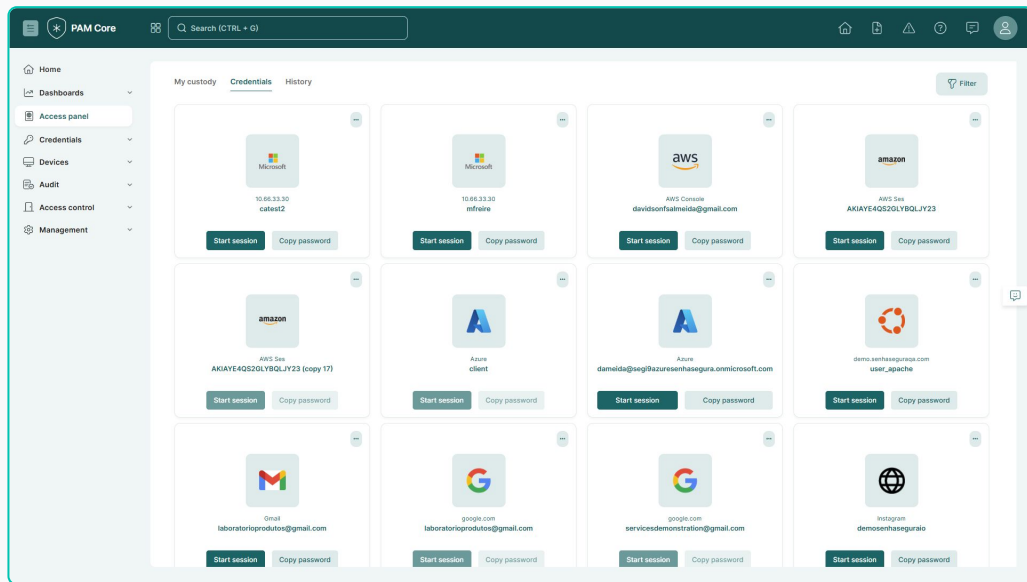 PAM Core
Search (CTRL + G)
Home
Dashboards
Access panel
Credentials
Devices
Audit
Access control
Management
My custody Credentials History
Filter
Microsoft
10.66.33.30
catest2
Start session Copy password
Microsoft
10.66.33.30
mfreire
Start session Copy password
aws
AWS Console
davidsonfsalmeida@gmail.com
Start session Copy password
amazon
AWS Ses
AKIAYE4QS2GLYBQLJY23
Start session Copy password
amazon
AWS Ses
AKIAYE4QS2GLYBQLJY23 (copy 17)
Start session Copy password
Azure
client
Start session Copy password
Azure
dameida@segi9azuresenhasegura.onmicrosoft.com
Start session Copy password
demo.senhaseguraqa.com
user_apache
Start session Copy password
Gmail
laboratorioprodutos@gmail.com
Start session Copy password
google.com
laboratorioprodutos@gmail.com
Start session Copy password
google.com
servicesdemonstration@gmail.com
Start session Copy password
Instagram
demosenhaseguraio
Start session Copy password